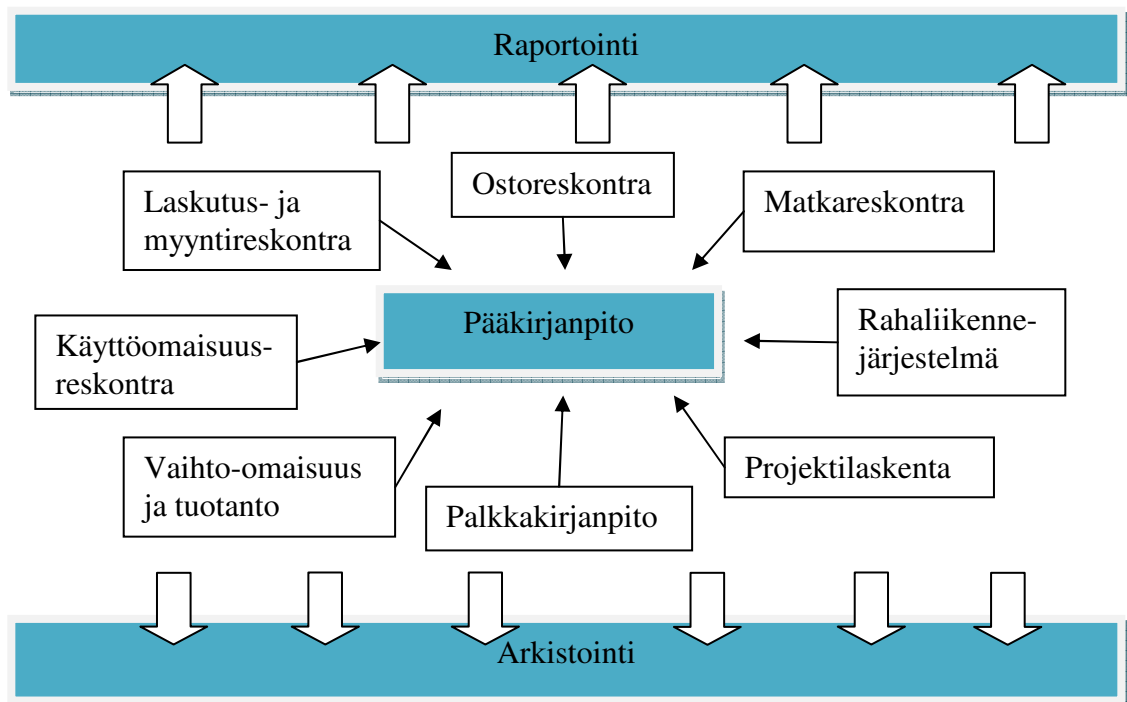 Raportointi
Ostoreskontra
Laskutus- ja
myyntireskontra
Matkareskontra
Pääkirjanpito
Rahaliikenne-
järjestelmä
Käyttöomaisuus-
reskontra
Vaihto-omaisuus
ja tuotanto
Projektilaskenta
Palkkakirjanpito
Arkistointi